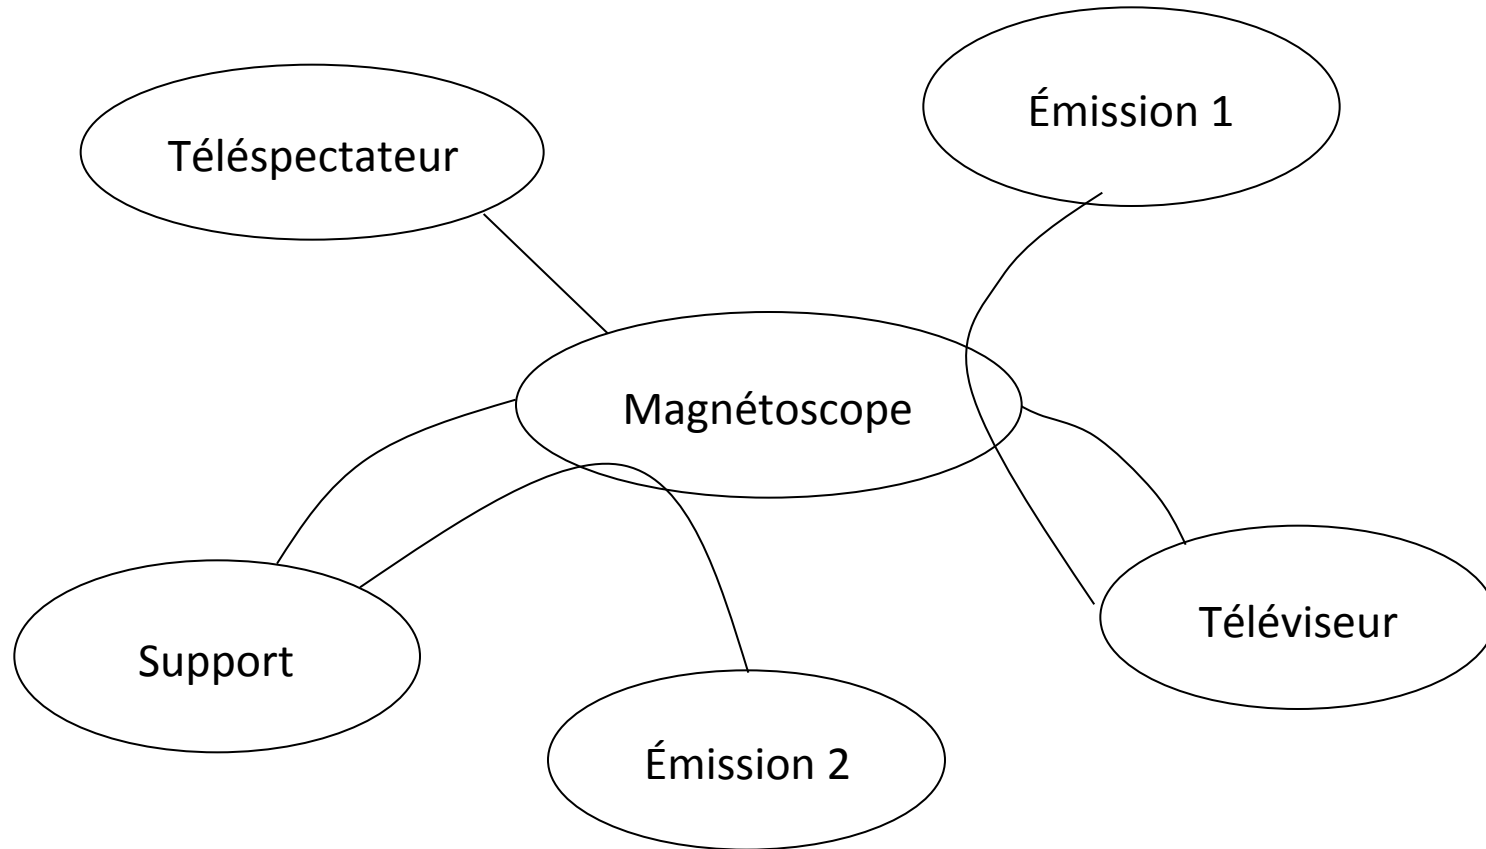 Émission 1
Téléspectateur
Magnétoscope
Téléviseur
Support
Émission 2